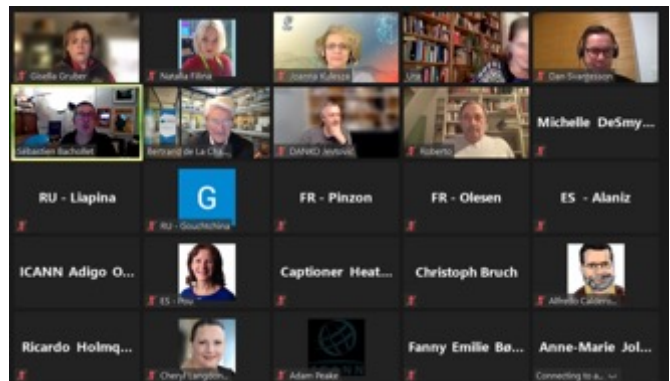 Gisella Gruber
Natalia Filina
Joanna Kulesza
Uta
Dan Svantesson
Sébastien Bachollet
Bertrand de La Cha...
DANKO Jevtović
Roberto
Michelle DeSmy...
RU - Liapina
G
RU - Gouchtchina
FR - Pinzon
FR - Olesen
ES - Alaniz
ICANN Adigo O...
ES - Pou
Captioner Heat...
Christoph Bruch
Alfredo Caldero...
Ricardo Holmq...
Cheryl Langdon...
Adam Peake
Fanny Emilie Bø...
Anne-Marie Jol...
Connecting to a...